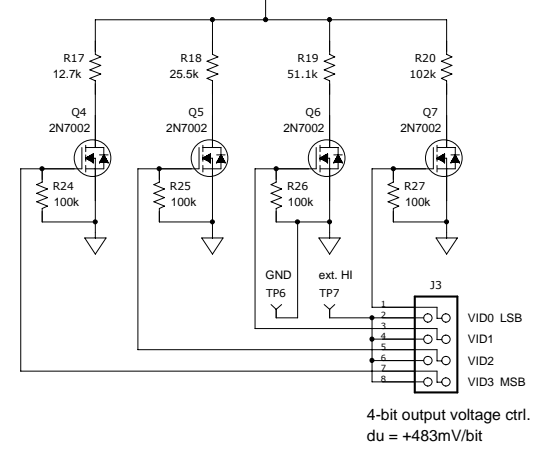 R17
12.7k
R18
25.5k
R19
51.1k
R20
102k
Q4
2N7002
Q5
2N7002
Q6
2N7002
Q7
2N7002
R24
100k
R25
100k
R26
100k
R27
100k
GND
TP6
ext. HI
TP7
J3
1
2
3
4
5
6
7
8
VID0 LSB
VID1
VID2
VID3 MSB
4-bit output voltage ctrl.
du = +483mV/bit